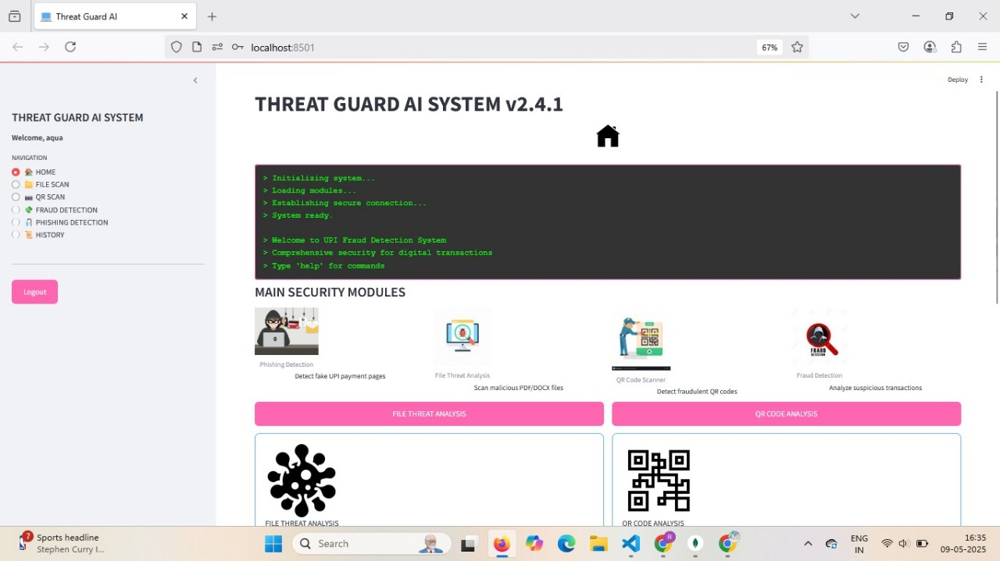 Threat Guard AI
localhost:8501
67%
Deploy
THREAT GUARD AI SYSTEM
Welcome, aqua
NAVIGATION
HOME
FILE SCAN
QR SCAN
FRAUD DETECTION
PHISHING DETECTION
HISTORY
Logout
THREAT GUARD AI SYSTEM v2.4.1
> Initializing system...
> Loading modules...
> Establishing secure connection...
> System ready.
> Welcome to UPI Fraud Detection System
> Comprehensive security for digital transactions
> Type 'help' for commands
MAIN SECURITY MODULES
FRAUD
DETECTION
Phishing Detection
Detect fake UPI payment pages
File Threat Analysis
Scan malicious PDF/DOCX files
QR Code Scanner
Detect fraudulent QR codes
Fraud Detection
Analyze suspicious transactions
FILE THREAT ANALYSIS
QR CODE ANALYSIS
FILE THREAT ANALYSIS
QR CODE ANALYSIS
7
Sports headline
Stephen Curry I...
Search
R
ENG
IN
16:35
09-05-2025